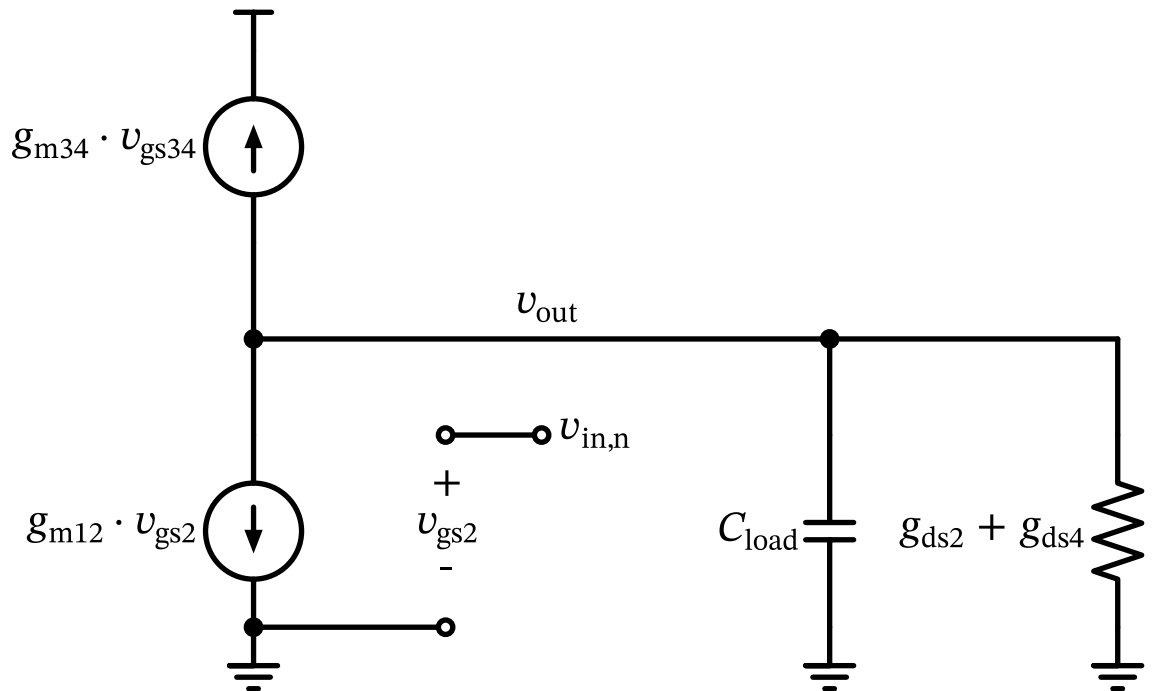 gm34 · vgs34
vout
vin,n
+
gm12 · vgs2
vgs2
-
Cload
gds2 + gds4